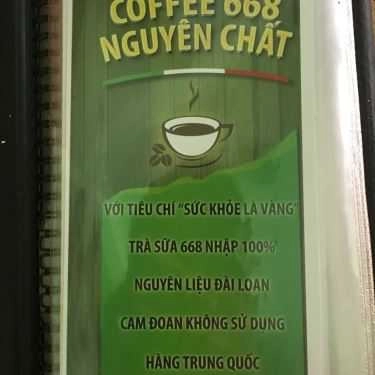 COFFEE 668
NGUYÊN CHẤT
VỚI TIÊU CHÍ "SỨC KHỎE LÀ VÀNG"
TRÀ SỮA 668 NHẬP 100%
NGUYÊN LIỆU ĐÀI LOAN
CAM ĐOAN KHÔNG SỬ DỤNG
HÀNG TRUNG QUỐC